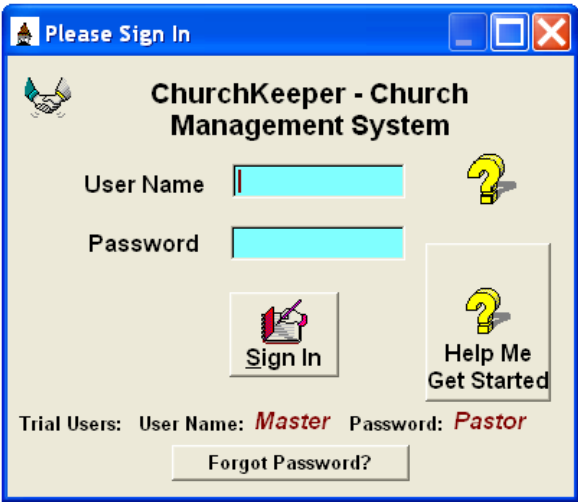 Please Sign In
ChurchKeeper - Church
Management System
User Name
Password
Sign In
Help Me
Get Started
Trial Users: User Name: Master Password: Pastor
Forgot Password?